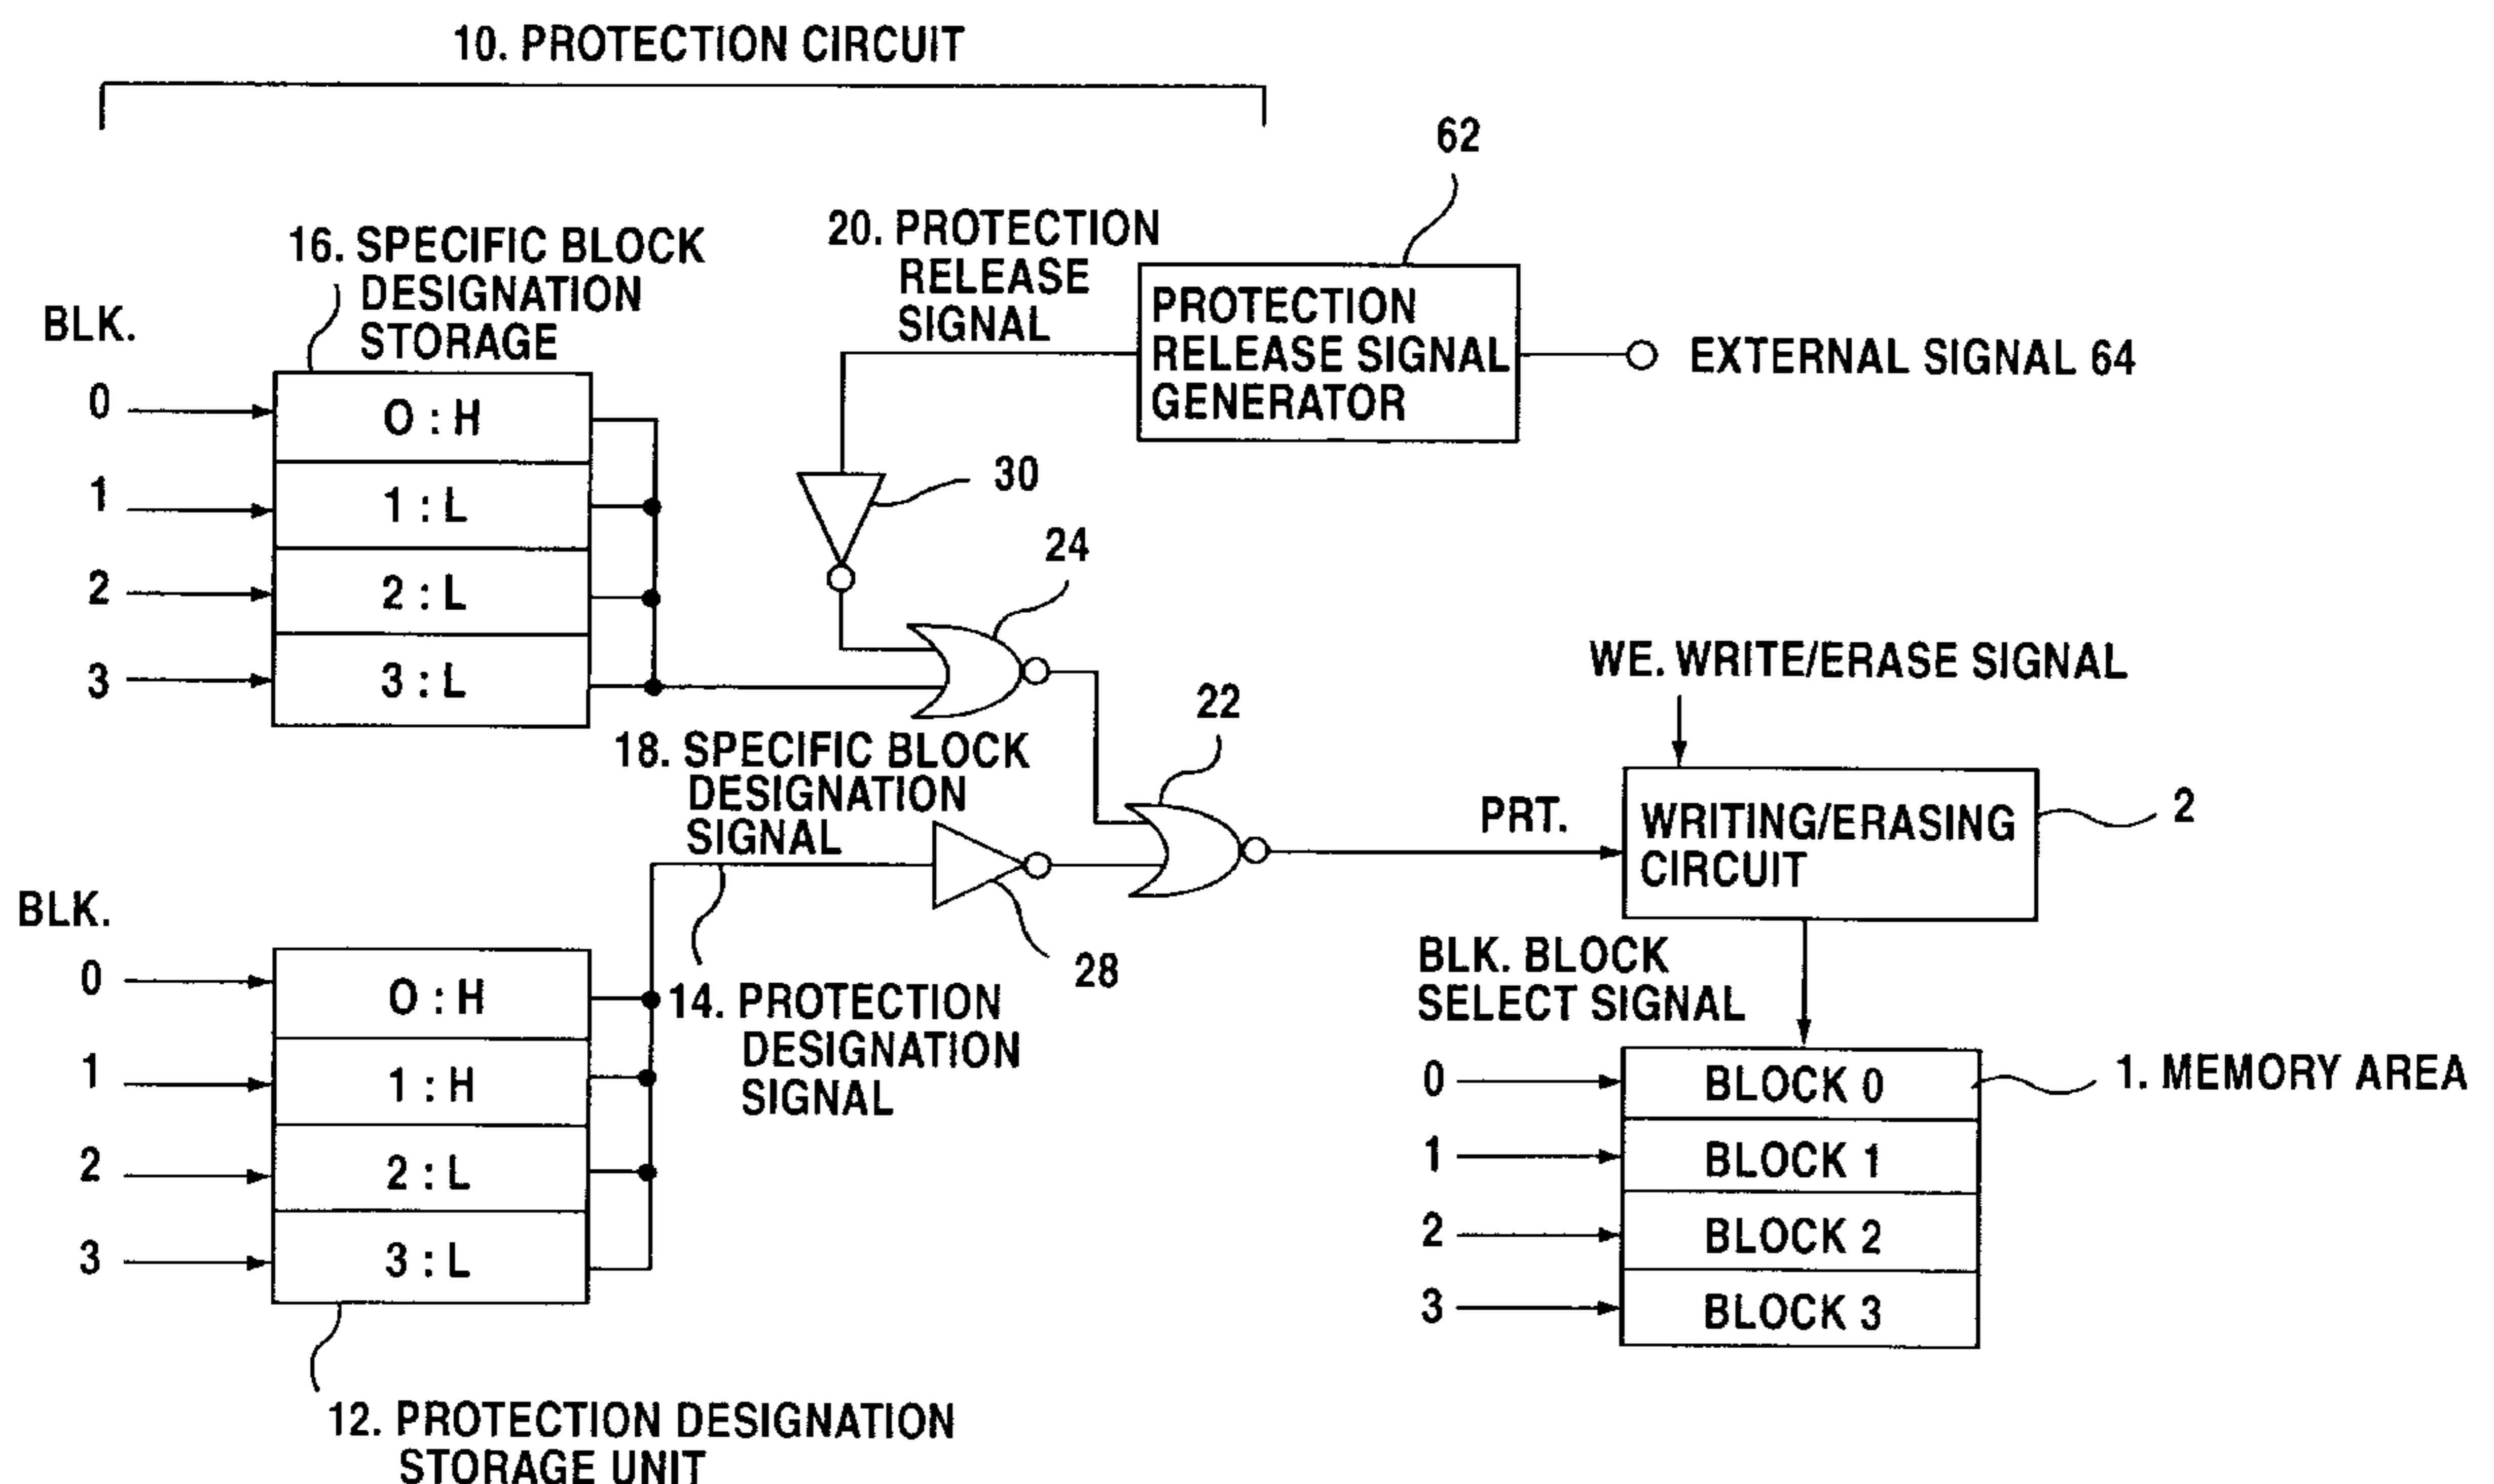 10. PROTECTION CIRCUIT
62
16. SPECIFIC BLOCK
DESIGNATION
STORAGE
20. PROTECTION
RELEASE
SIGNAL
PROTECTION
RELEASE SIGNAL
GENERATOR
EXTERNAL SIGNAL 64
BLK.
0
0 : H
1
1 : L
2
2 : L
3
3 : L
30
24
22
18. SPECIFIC BLOCK
DESIGNATION
SIGNAL
WE. WRITE/ERASE SIGNAL
PRT.
WRITING/ERASING
CIRCUIT
2
28
BLK.
0
0 : H
1
1 : H
2
2 : L
3
3 : L
14. PROTECTION
DESIGNATION
SIGNAL
BLK. BLOCK
SELECT SIGNAL
0
BLOCK 0
1
BLOCK 1
2
BLOCK 2
3
BLOCK 3
1. MEMORY AREA
12. PROTECTION DESIGNATION
STORAGE UNIT